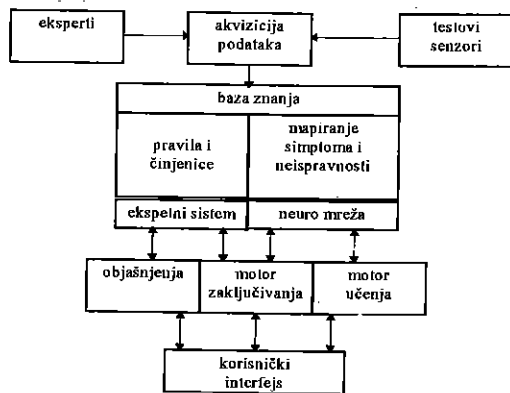 eksperti
akvizicija
podataka
testovi
senzori
baza znanja
pravila i
činjenice
mapiranje
simptoma i
neispravnosti
ekspetni sistem
neuro mreža
objašnjenja
motor
zaključivanja
motor
učenja
korisnički
interfejs